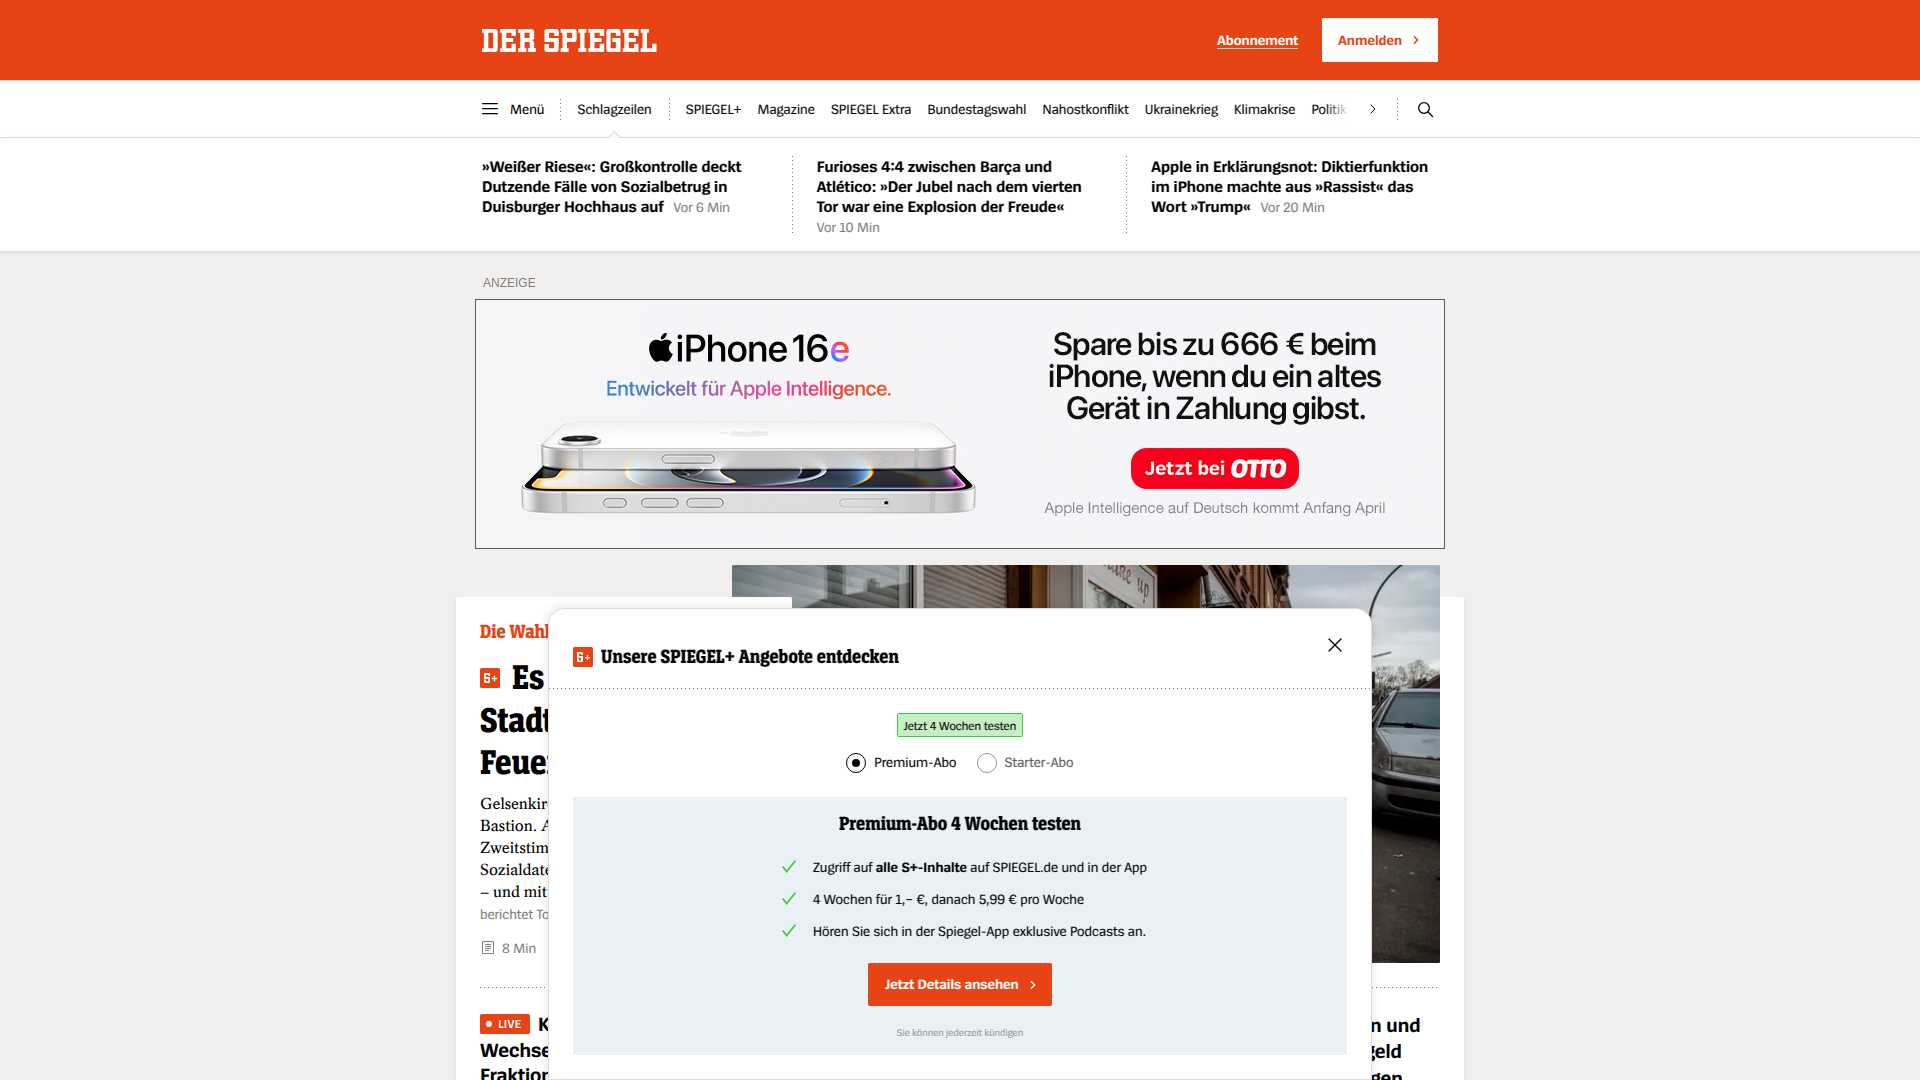 DER SPIEGEL
Abonnement
Anmelden
Menü
Schlagzeilen
SPIEGEL+
Magazine
SPIEGEL Extra
Bundestagswahl
Nahostkonflikt
Ukrainekrieg
Klimakrise
Politik
»Weißer Riese«: Großkontrolle deckt
Dutzende Fälle von Sozialbetrug in
Duisburger Hochhaus auf Vor 6 Min
Furioses 4:4 zwischen Barça und
Atlético: »Der Jubel nach dem vierten
Tor war eine Explosion der Freude«
Vor 10 Min
Apple in Erklärungsnot: Diktierfunktion
im iPhone machte aus »Rassist« das
Wort »Trump« Vor 20 Min
ANZEIGE
iPhone 16e
Entwickelt für Apple Intelligence.
Spare bis zu 666 € beim
iPhone, wenn du ein altes
Gerät in Zahlung gibst.
Jetzt bei OTTO
Apple Intelligence auf Deutsch kommt Anfang April
Die Wahl
S+ Es
Stadt
Feue
Gelsenkir
Bastion. A
Zweitstim
Sozialdate
– und mit
berichtet To
8 Min
LIVE K
Wechse
Fraktion
S+ Unsere SPIEGEL+ Angebote entdecken
Jetzt 4 Wochen testen
Premium-Abo
Starter-Abo
Premium-Abo 4 Wochen testen
Zugriff auf alle S+-Inhalte auf SPIEGEL.de und in der App
4 Wochen für 1,– €, danach 5,99 € pro Woche
Hören Sie sich in der Spiegel-App exklusive Podcasts an.
Jetzt Details ansehen
Sie können jederzeit kündigen
n und
geld
gen